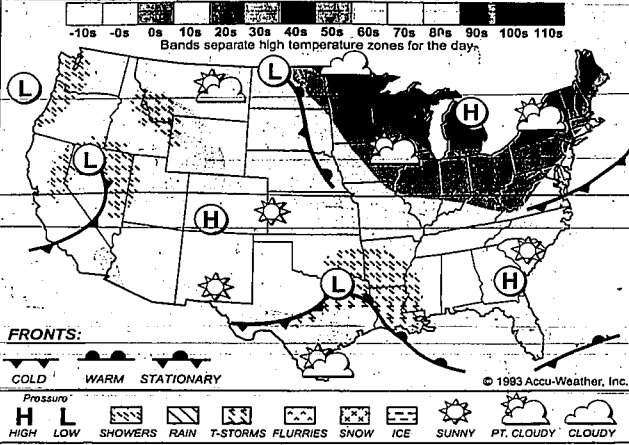 -10s -0s 0s 10s 20s 30s 40s 50s 60s 70s 80s 90s 100s 110s
Bands separate high temperature zones for the day.
L
L
H
L
H
L
H
FRONTS:
COLD WARM STATIONARY
© 1993 Accu-Weather, Inc.
Pressure
H L
HIGH LOW SHOWERS RAIN T-STORMS FLURRIES SNOW ICE SUNNY PT. CLOUDY CLOUDY